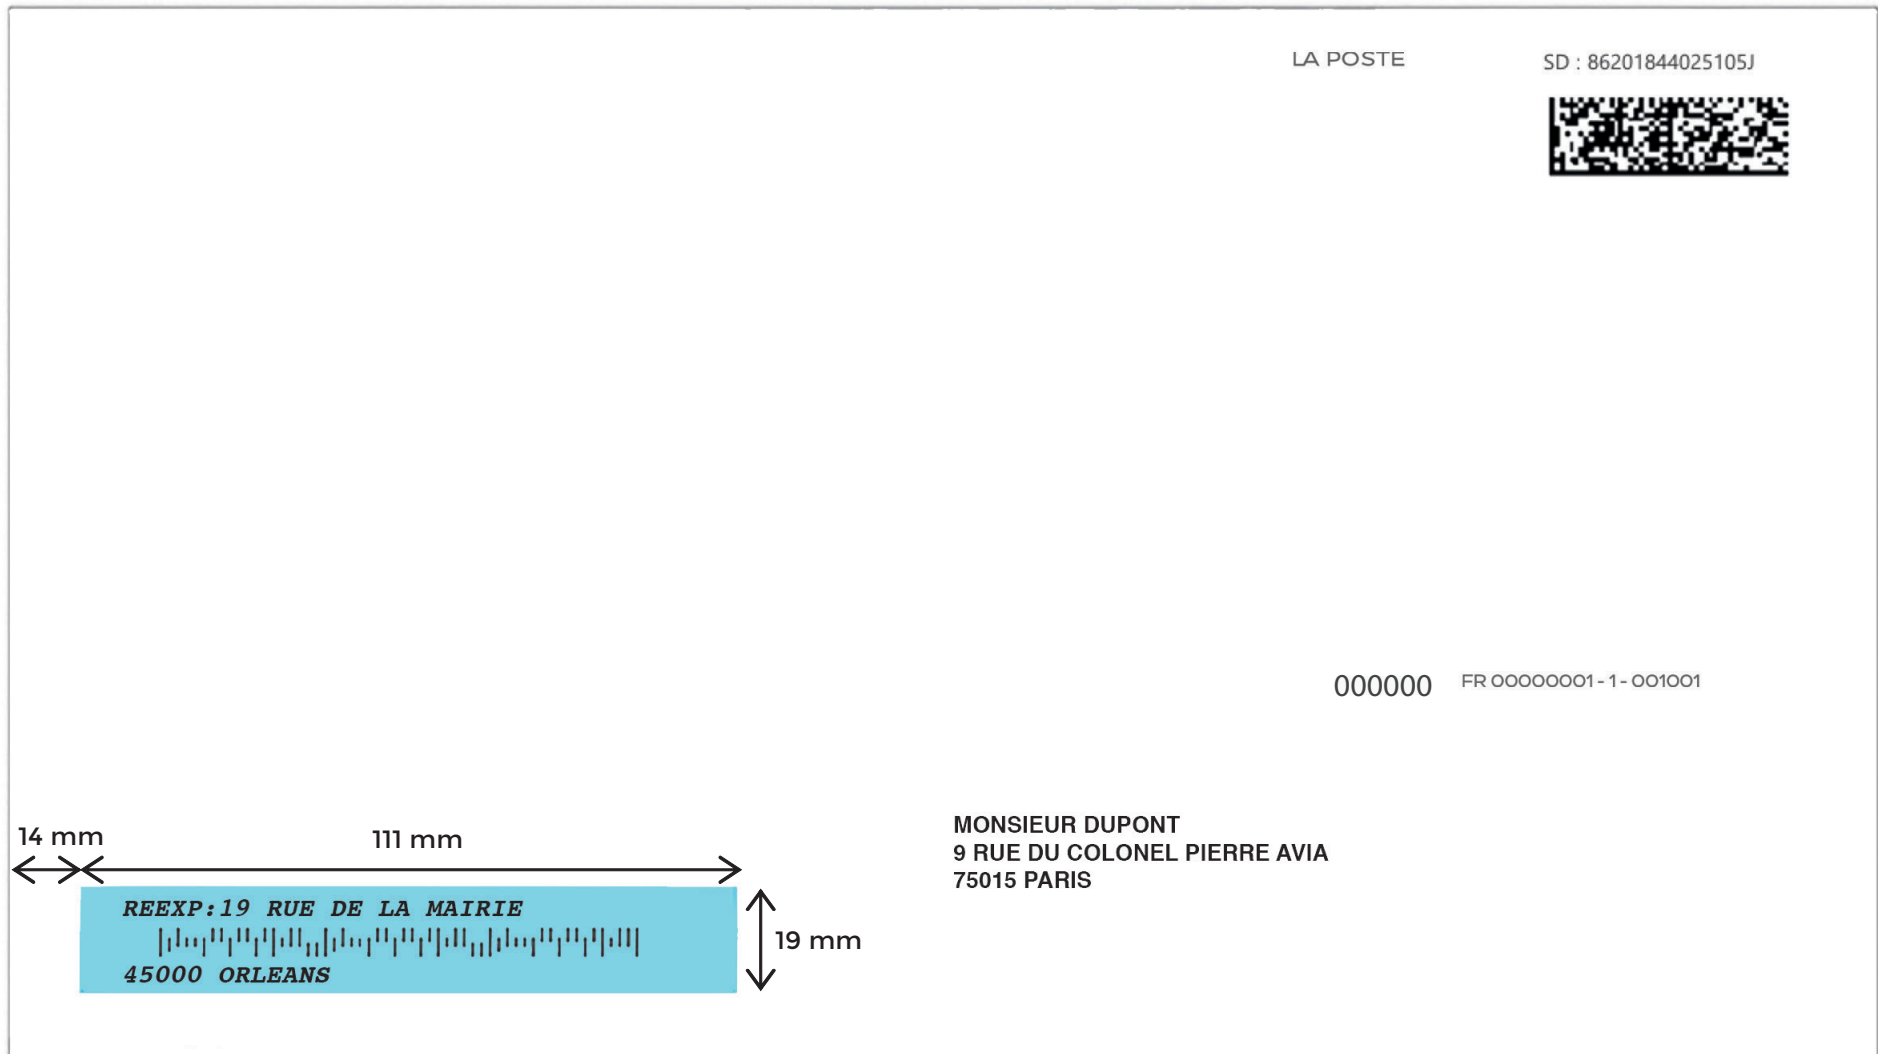 LA POSTE
SD : 86201844025105J
000000 FR 00000001 - 1 - 001001
MONSIEUR DUPONT
9 RUE DU COLONEL PIERRE AVIA
75015 PARIS
14 mm
111 mm
REEXP:19 RUE DE LA MAIRIE
45000 ORLEANS
19 mm